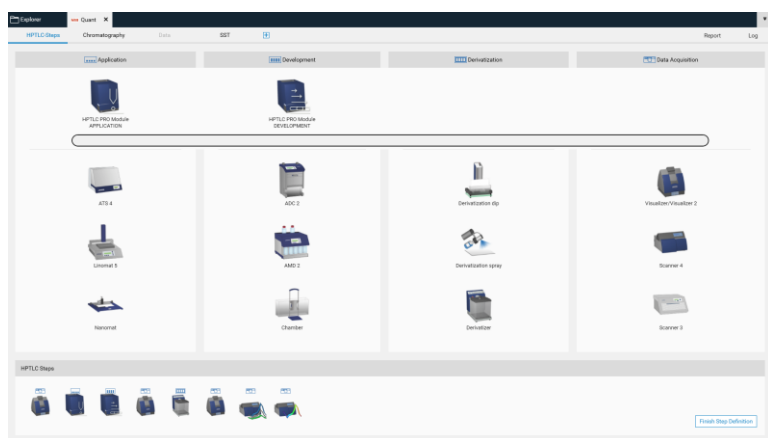 Explorer Quant ×
HPTLC-Steps Chromatography Data SST Report Log
Application Development Derivatization Data Acquisition
HPTLC PRO Module
APPLICATION
HPTLC PRO Module
DEVELOPMENT
ATS 4 ADC 2 Derivatization dip Visualizer/Visualizer 2
Linomat 5 AMD 2 Derivatization spray Scanner 4
Nanomat Chamber Derivatizer Scanner 3
HPTLC Steps
Finish Step Definition